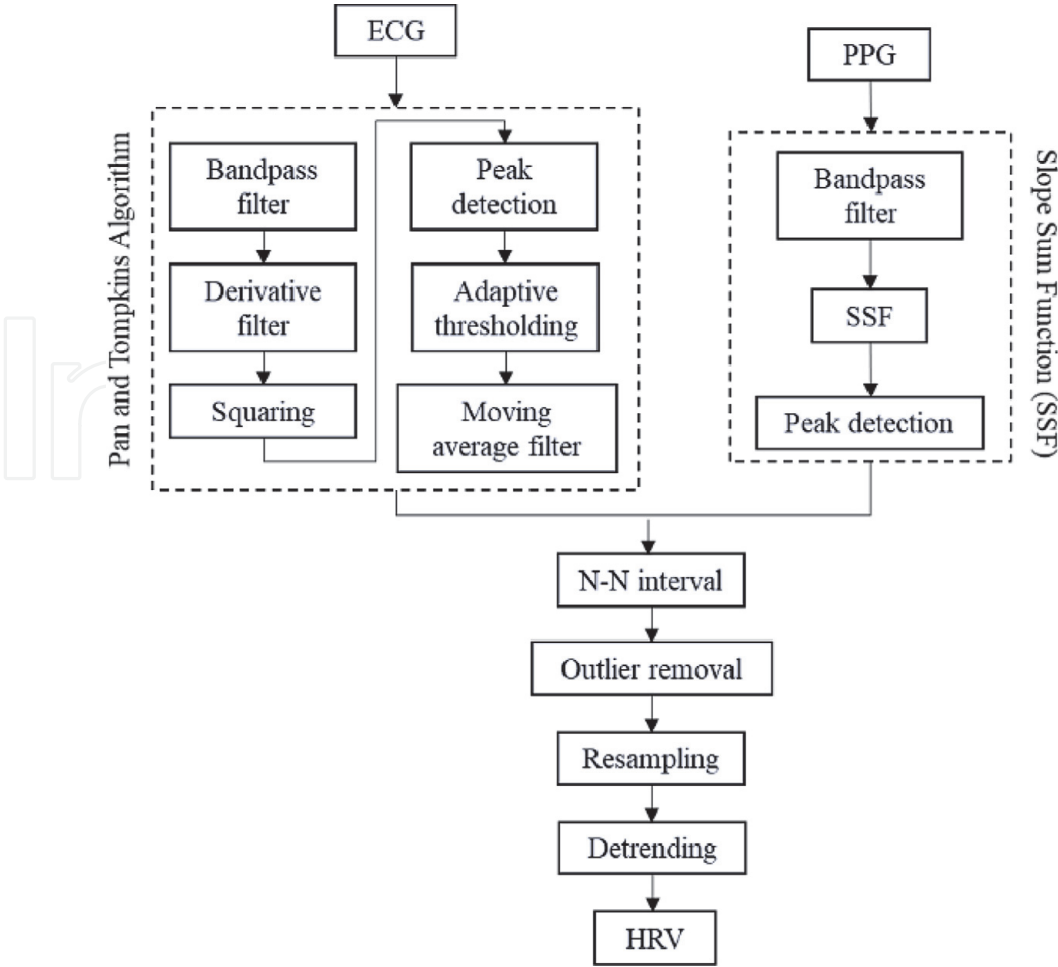 ECG
PPG
Pan and Tompkins Algorithm
Bandpass
filter
Derivative
filter
Squaring
Peak
detection
Adaptive
thresholding
Moving
average filter
Bandpass
filter
SSF
Peak detection
Slope Sum Function (SSF)
N-N interval
Outlier removal
Resampling
Detrending
HRV